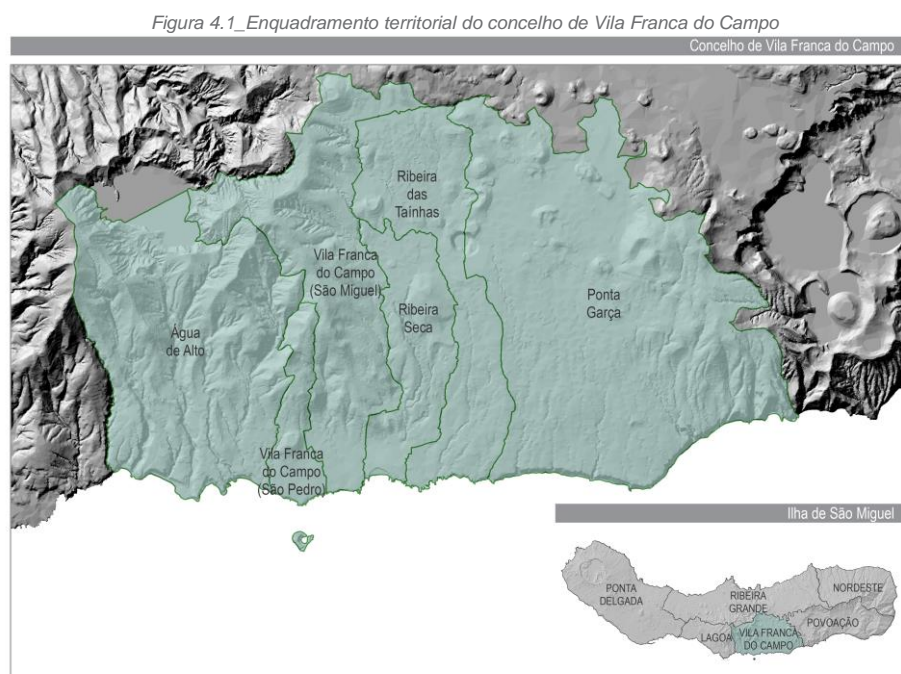 Figura 4.1_Enquadramento territorial do concelho de Vila Franca do Campo
Concelho de Vila Franca do Campo
Ribeira
das
Tainhas
Vila Franca
do Campo
(São Miguel)
Ribeira
Seca
Ponta
Garça
Água
de Alto
Vila Franca
do Campo
(São Pedro)
Ilha de São Miguel
PONTA
DELGADA
RIBEIRA
GRANDE
NORDESTE
LAGOA
VILA FRANCA
DO CAMPO
POVOAÇÃO